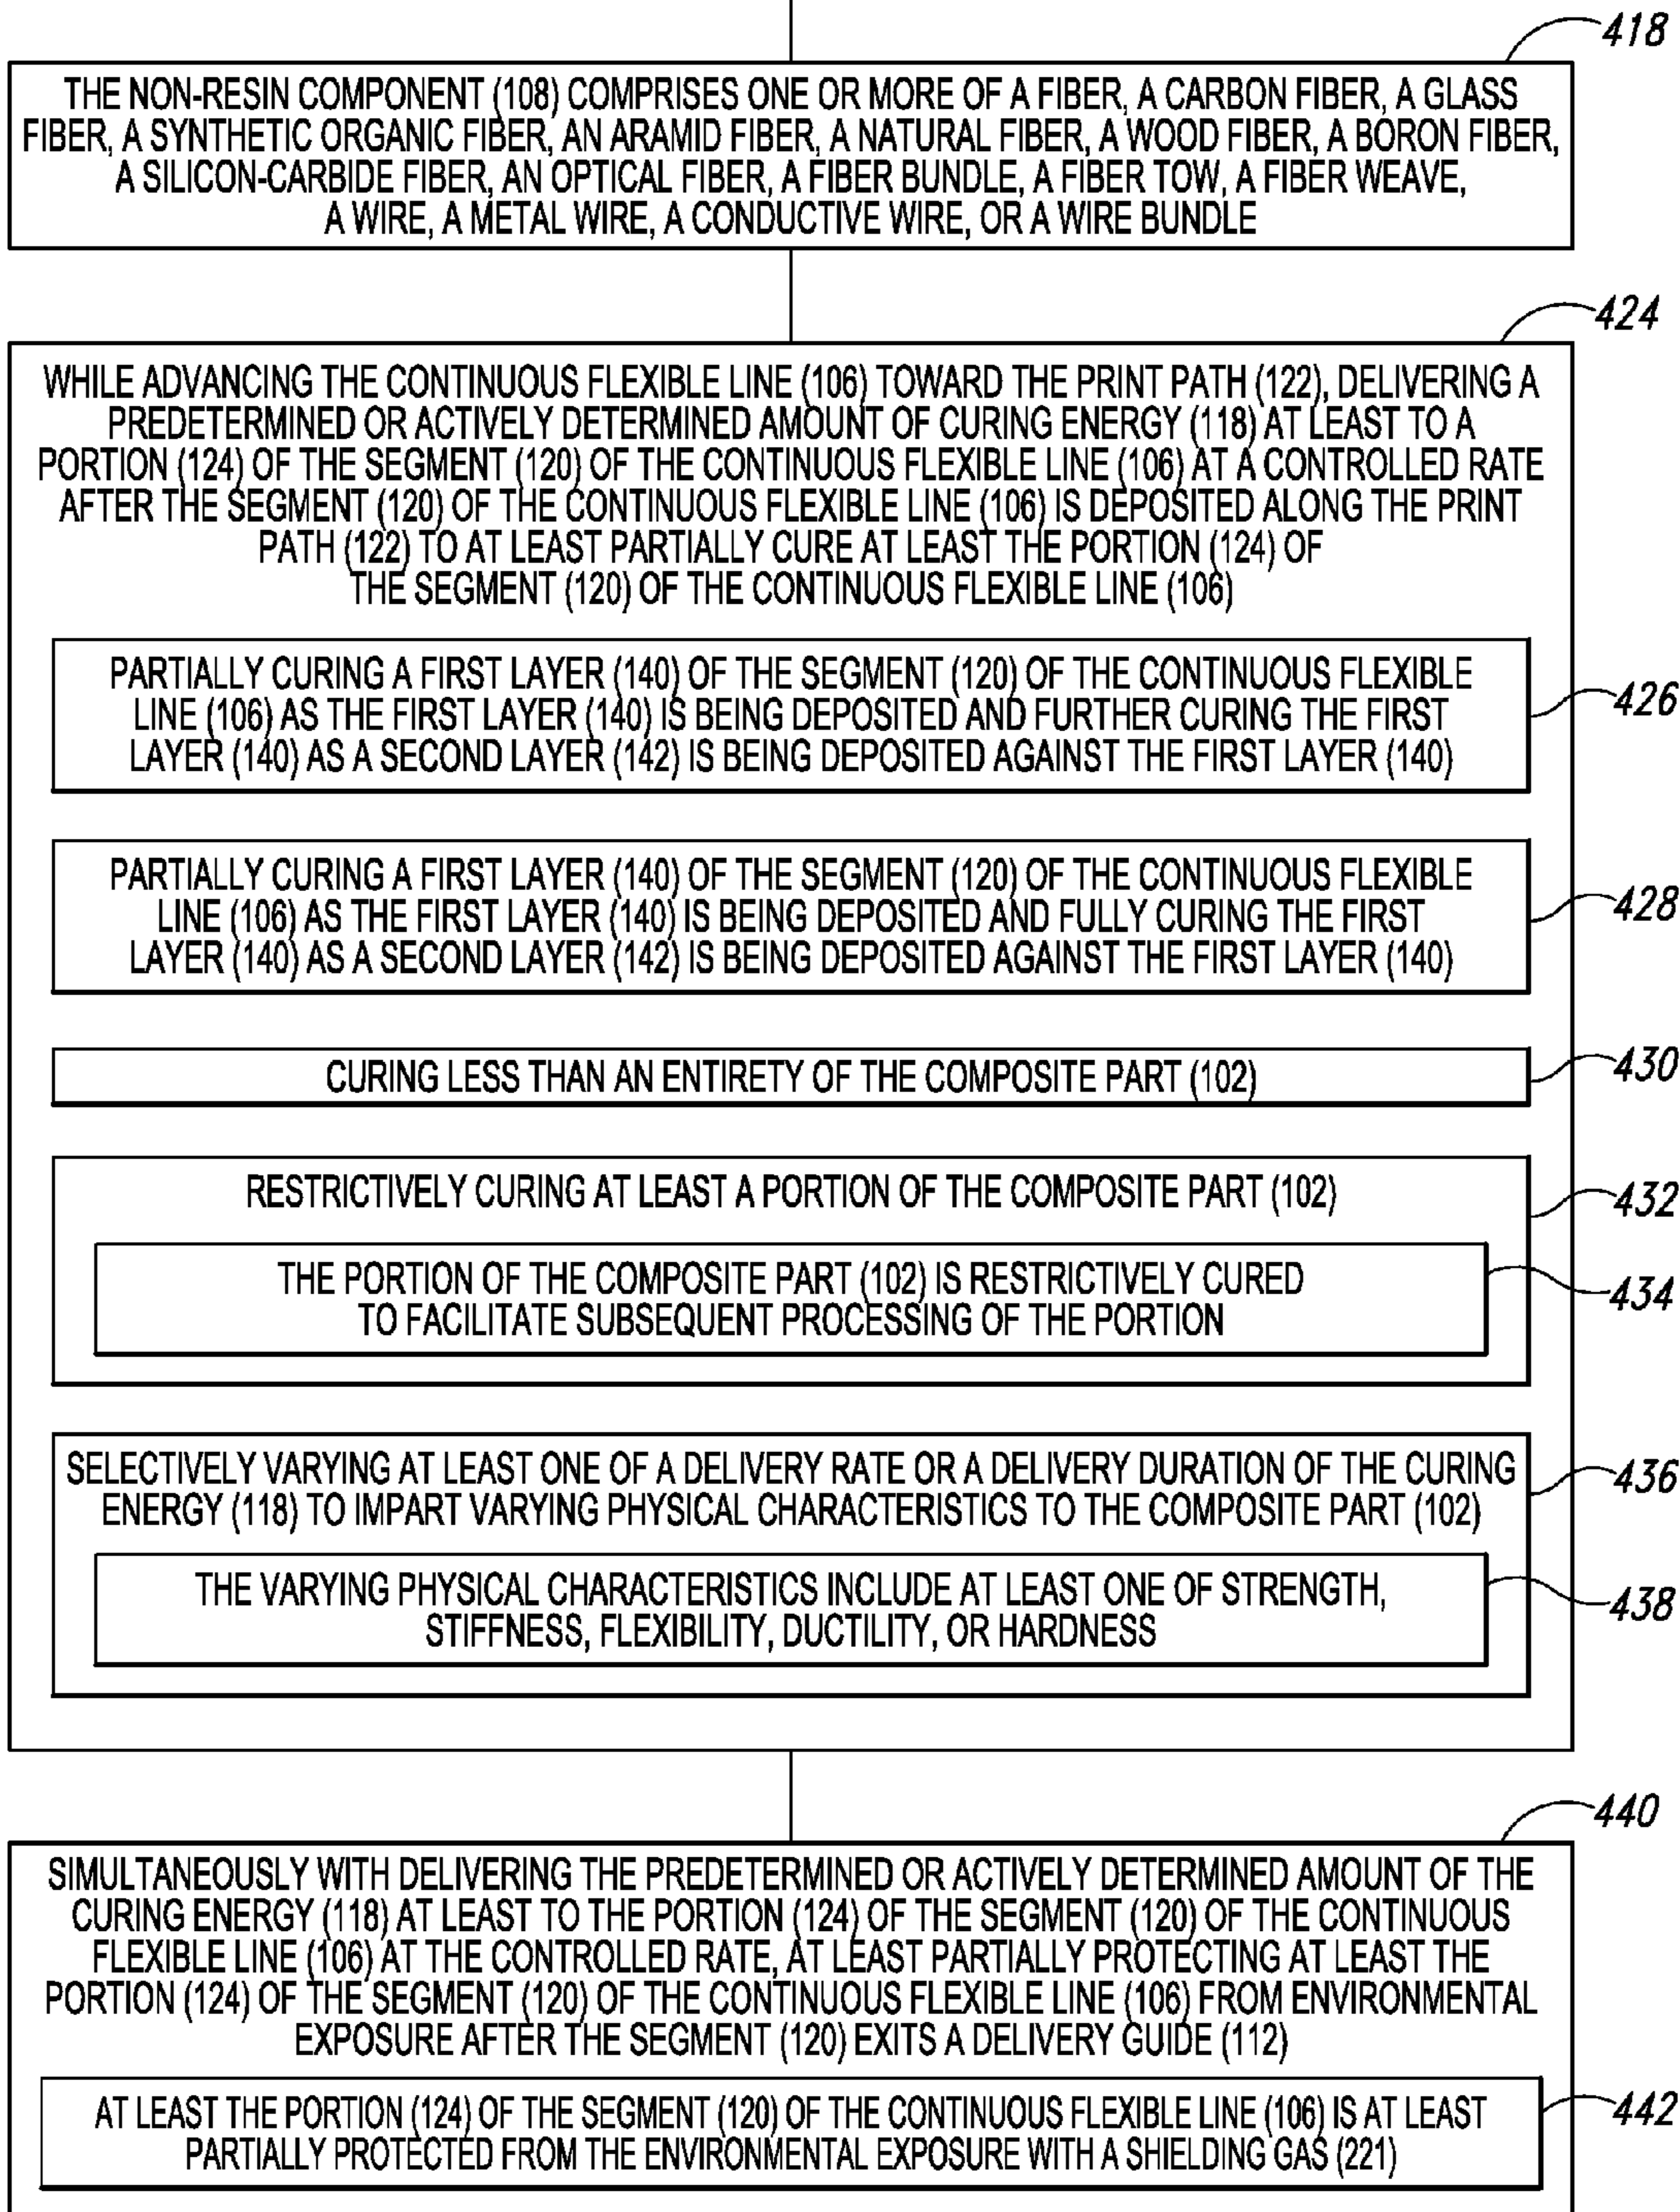 418
THE NON-RESIN COMPONENT (108) COMPRISES ONE OR MORE OF A FIBER, A CARBON FIBER, A GLASS
FIBER, A SYNTHETIC ORGANIC FIBER, AN ARAMID FIBER, A NATURAL FIBER, A WOOD FIBER, A BORON FIBER,
A SILICON-CARBIDE FIBER, AN OPTICAL FIBER, A FIBER BUNDLE, A FIBER TOW, A FIBER WEAVE,
A WIRE, A METAL WIRE, A CONDUCTIVE WIRE, OR A WIRE BUNDLE
424
WHILE ADVANCING THE CONTINUOUS FLEXIBLE LINE (106) TOWARD THE PRINT PATH (122), DELIVERING A
PREDETERMINED OR ACTIVELY DETERMINED AMOUNT OF CURING ENERGY (118) AT LEAST TO A
PORTION (124) OF THE SEGMENT (120) OF THE CONTINUOUS FLEXIBLE LINE (106) AT A CONTROLLED RATE
AFTER THE SEGMENT (120) OF THE CONTINUOUS FLEXIBLE LINE (106) IS DEPOSITED ALONG THE PRINT
PATH (122) TO AT LEAST PARTIALLY CURE AT LEAST THE PORTION (124) OF
THE SEGMENT (120) OF THE CONTINUOUS FLEXIBLE LINE (106)
PARTIALLY CURING A FIRST LAYER (140) OF THE SEGMENT (120) OF THE CONTINUOUS FLEXIBLE
LINE (106) AS THE FIRST LAYER (140) IS BEING DEPOSITED AND FURTHER CURING THE FIRST
LAYER (140) AS A SECOND LAYER (142) IS BEING DEPOSITED AGAINST THE FIRST LAYER (140)
426
PARTIALLY CURING A FIRST LAYER (140) OF THE SEGMENT (120) OF THE CONTINUOUS FLEXIBLE
LINE (106) AS THE FIRST LAYER (140) IS BEING DEPOSITED AND FULLY CURING THE FIRST
LAYER (140) AS A SECOND LAYER (142) IS BEING DEPOSITED AGAINST THE FIRST LAYER (140)
428
CURING LESS THAN AN ENTIRETY OF THE COMPOSITE PART (102)
430
RESTRICTIVELY CURING AT LEAST A PORTION OF THE COMPOSITE PART (102)
432
THE PORTION OF THE COMPOSITE PART (102) IS RESTRICTIVELY CURED
TO FACILITATE SUBSEQUENT PROCESSING OF THE PORTION
434
SELECTIVELY VARYING AT LEAST ONE OF A DELIVERY RATE OR A DELIVERY DURATION OF THE CURING
ENERGY (118) TO IMPART VARYING PHYSICAL CHARACTERISTICS TO THE COMPOSITE PART (102)
436
THE VARYING PHYSICAL CHARACTERISTICS INCLUDE AT LEAST ONE OF STRENGTH,
STIFFNESS, FLEXIBILITY, DUCTILITY, OR HARDNESS
438
440
SIMULTANEOUSLY WITH DELIVERING THE PREDETERMINED OR ACTIVELY DETERMINED AMOUNT OF THE
CURING ENERGY (118) AT LEAST TO THE PORTION (124) OF THE SEGMENT (120) OF THE CONTINUOUS
FLEXIBLE LINE (106) AT THE CONTROLLED RATE, AT LEAST PARTIALLY PROTECTING AT LEAST THE
PORTION (124) OF THE SEGMENT (120) OF THE CONTINUOUS FLEXIBLE LINE (106) FROM ENVIRONMENTAL
EXPOSURE AFTER THE SEGMENT (120) EXITS A DELIVERY GUIDE (112)
AT LEAST THE PORTION (124) OF THE SEGMENT (120) OF THE CONTINUOUS FLEXIBLE LINE (106) IS AT LEAST
PARTIALLY PROTECTED FROM THE ENVIRONMENTAL EXPOSURE WITH A SHIELDING GAS (221)
442